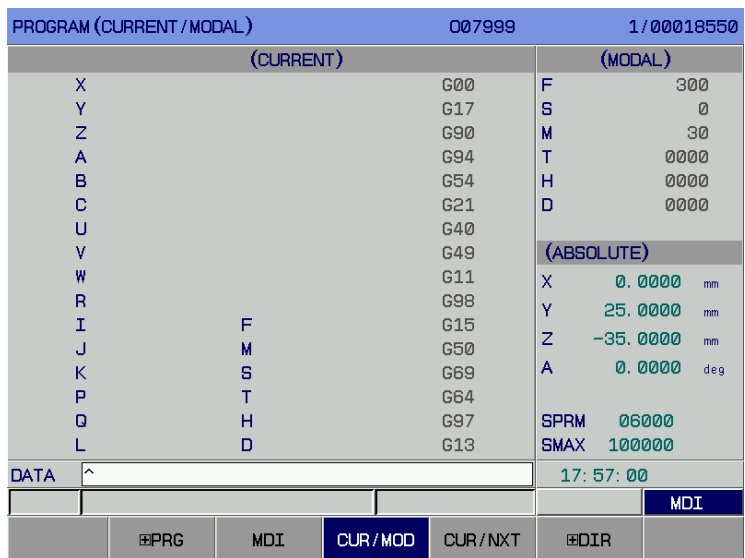 PROGRAM(CURRENT/MODAL) O07999 1/00018550
(CURRENT) (MODAL)
X G00 F 300
Y G17 S 0
Z G90 M 30
A G94 T 0000
B G54 H 0000
C G21 D 0000
U G40
V G49 (ABSOLUTE)
W G11 X 0.0000 mm
R G98 Y 25.0000 mm
I F G15 Z -35.0000 mm
J M G50
K S G69 A 0.0000 deg
P T G64
Q H G97 SPRM 06000
L D G13 SMAX 100000
DATA ^ 17:57:00
MDI
⊞PRG MDI CUR/MOD CUR/NXT ⊞DIR